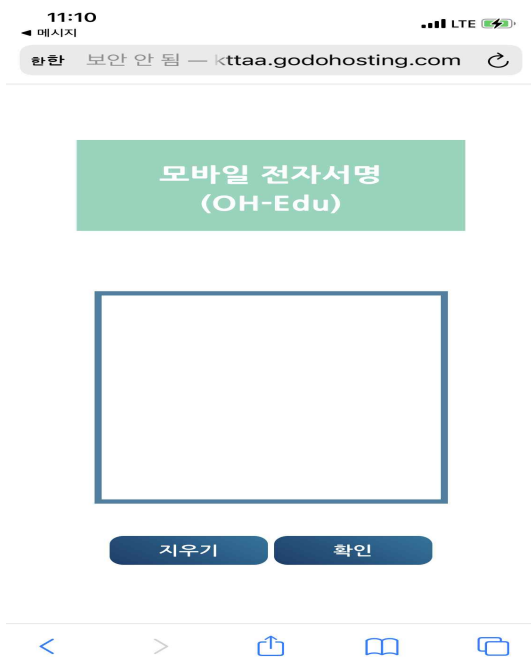 11:10
LTE
◀ 메시지
한한 보안 안 됨 — kttaa.godohosting.com
모바일 전자서명
(OH-Edu)
지우기 확인